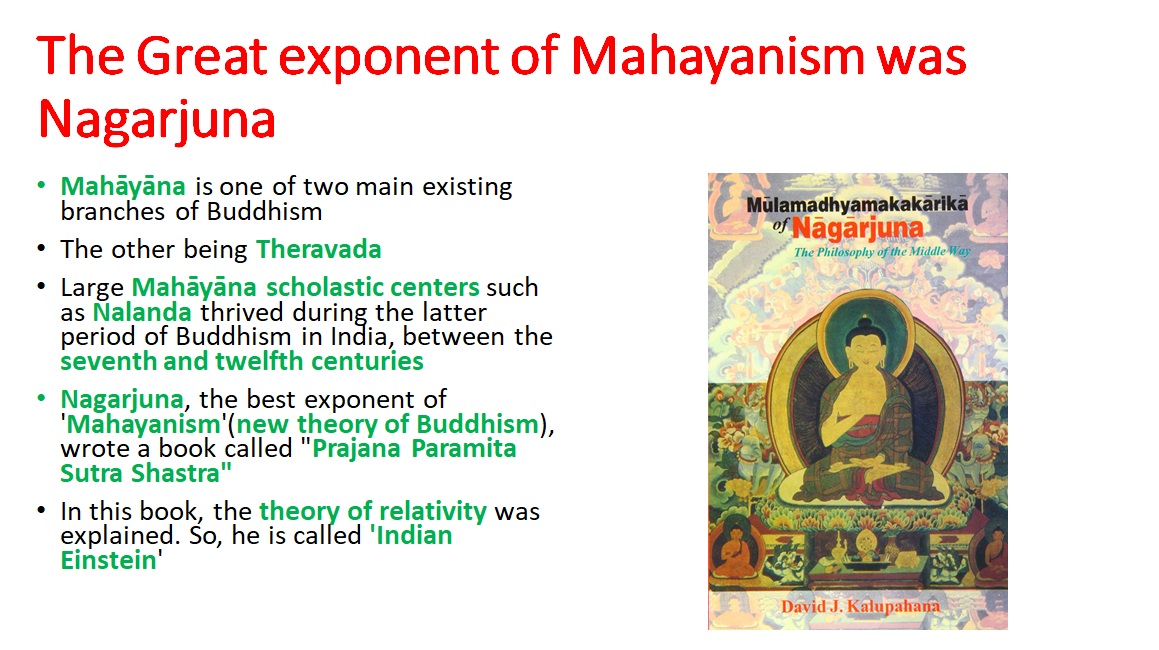 The Great exponent of Mahayanism was
Nagarjuna
• Mahāyāna is one of two main existing
branches of Buddhism
• The other being Theravada
• Large Mahāyāna scholastic centers such
as Nalanda thrived during the latter
period of Buddhism in India, between the
seventh and twelfth centuries
• Nagarjuna, the best exponent of
'Mahayanism'(new theory of Buddhism),
wrote a book called "Prajana Paramita
Sutra Shastra"
• In this book, the theory of relativity was
explained. So, he is called 'Indian
Einstein'
Mūlamadhyamakakārikā
of Nāgārjuna
The Philosophy of the Middle Way
David J. Kalupahana